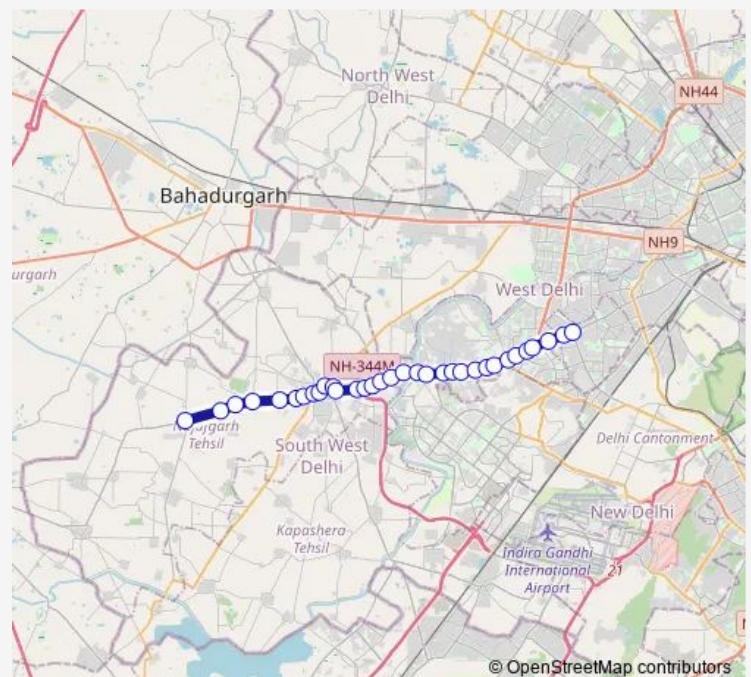 North West
Delhi
NH44
Bahadurgarh
NH9
urgarh
West Delhi
NH-344M
Tehsil
South West
Delhi
Delhi Cantonment
New Delhi
Kapashera
Tehsil
Indira Gandhi
International
Airport
21
© OpenStreetMap contributors